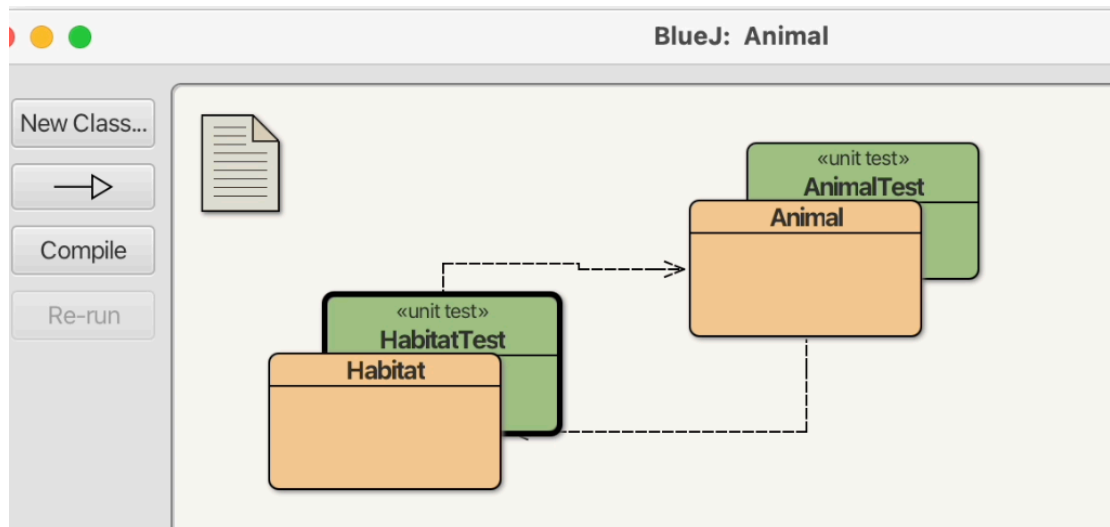 BlueJ:  Animal
New Class...
Compile
Re-run
«unit test»
AnimalTest
Animal
«unit test»
HabitatTest
Habitat